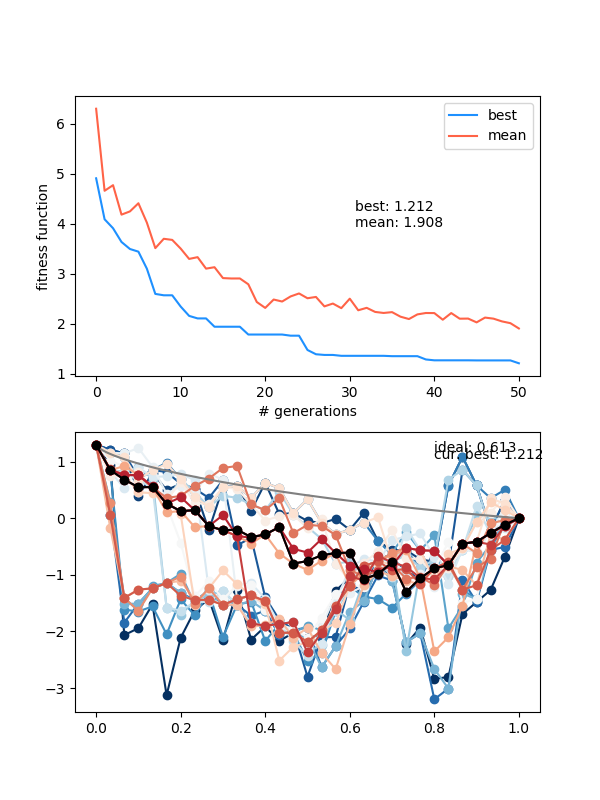 best
mean
best: 1.212
mean: 1.908
fitness function
6
5
4
3
2
1
0 10 20 30 40 50
# generations
ideal: 0.613
best: 1.212
1
0
−1
−2
−3
0.0 0.2 0.4 0.6 0.8 1.0